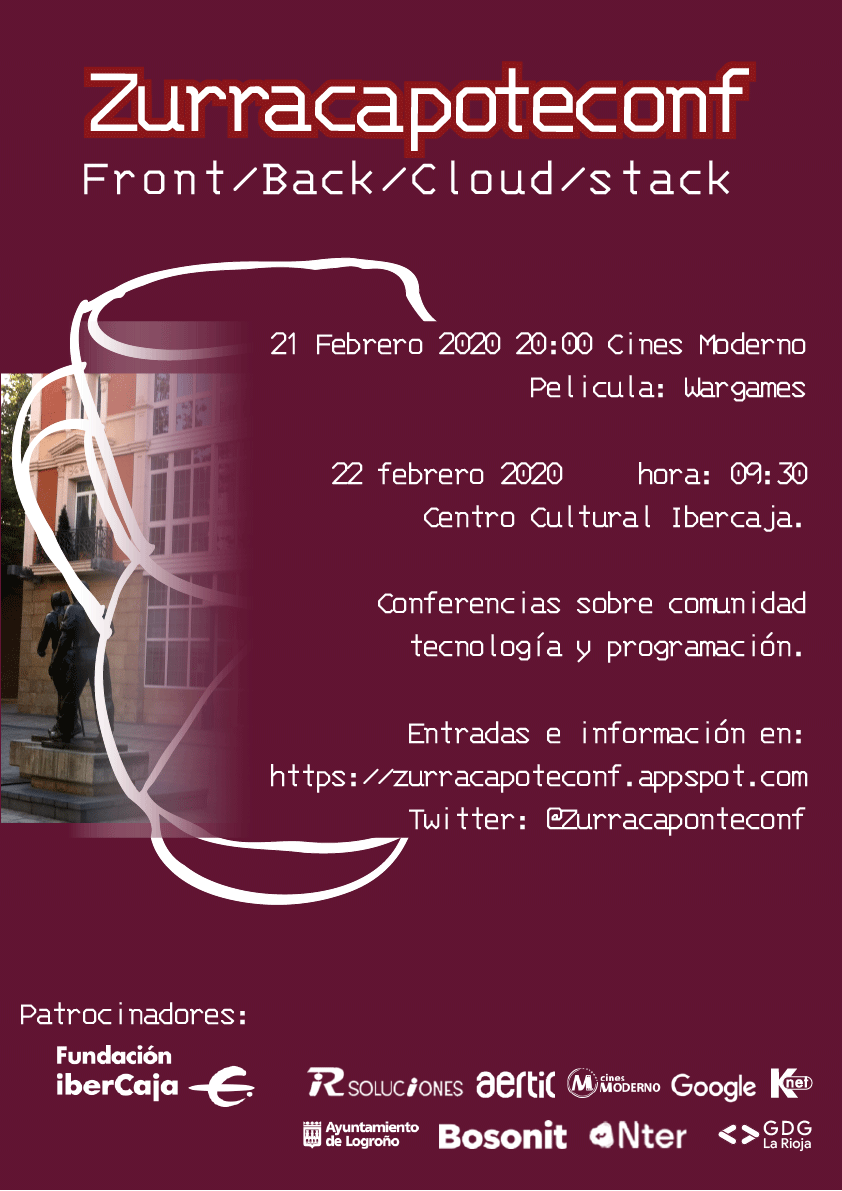 Zurracapoteconf
Front/Back/Cloud/stack
21 Febrero 2020 20:00 Cines Moderno
Pelicula: Wargames
22 febrero 2020 hora: 09:30
Centro Cultural Ibercaja.
Conferencias sobre comunidad
tecnología y programación.
Entradas e información en:
https://zurracapoteconf.appspot.com
Twitter: @Zurracaponteconf
Patrocinadores:
Fundación
iberCaja
iR SOLUCiONES
aertic
M cines MODERNO
Google
Knet
Ayuntamiento
de Logroño
Bosonit
Nter
GDG
La Rioja